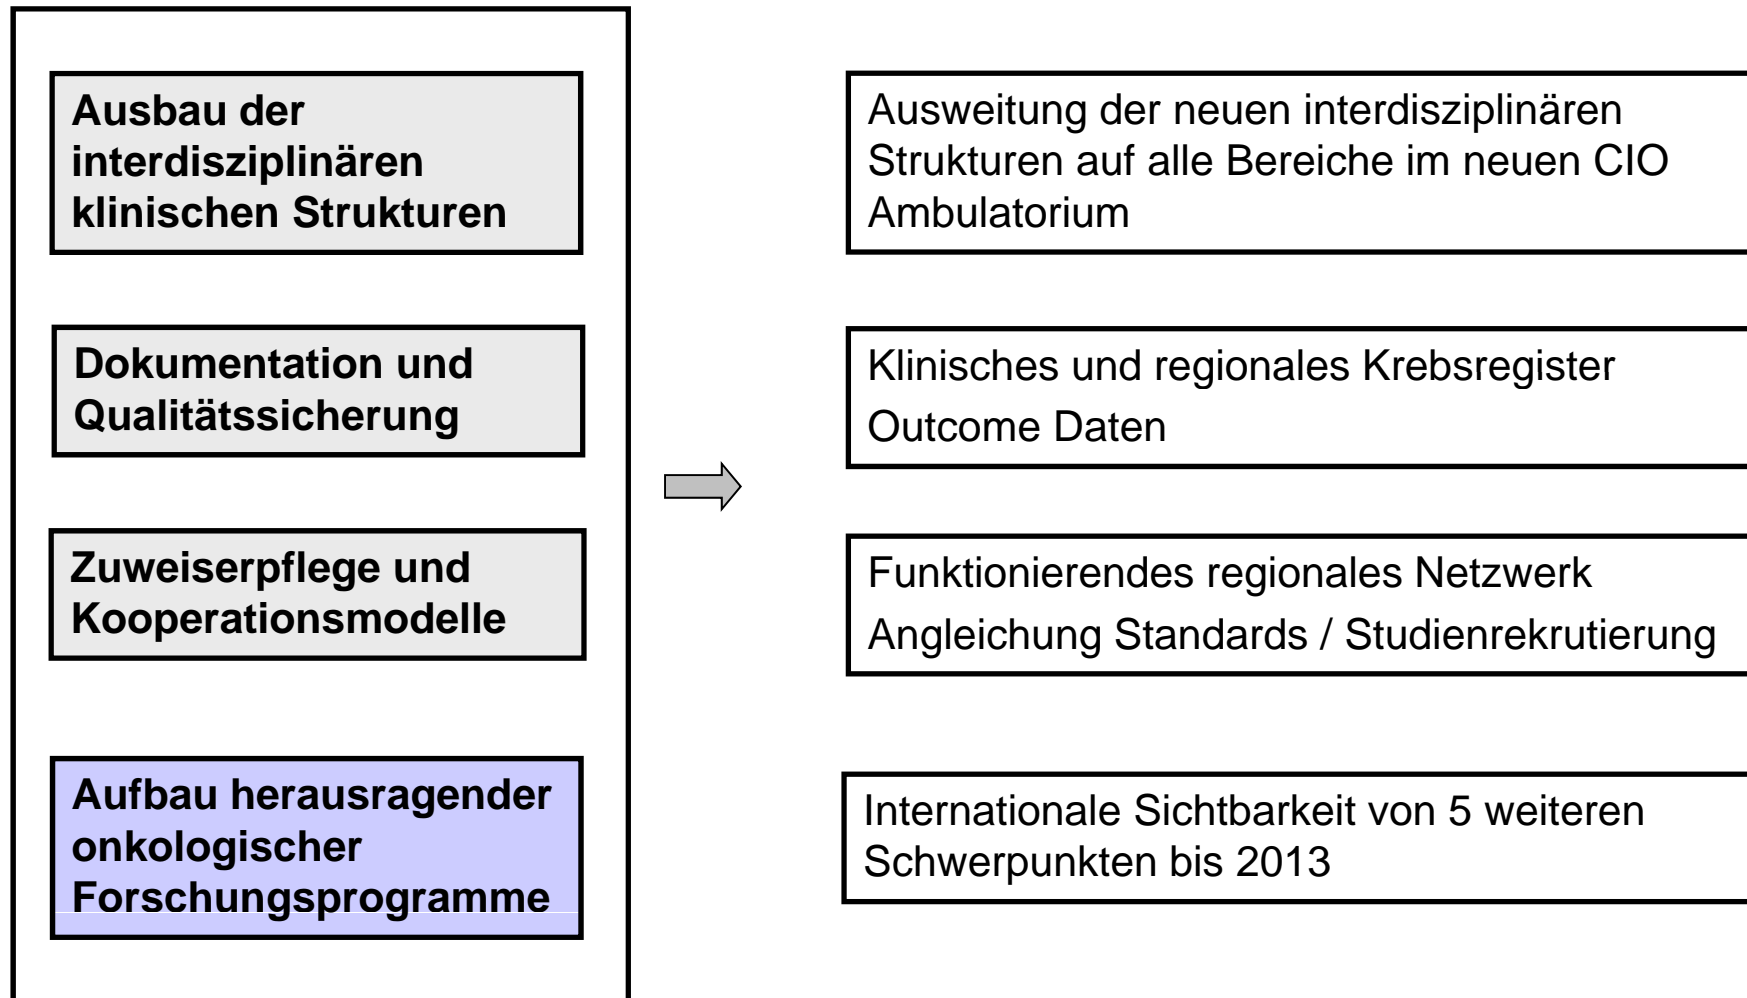 Ausbau der
interdisziplinären
klinischen Strukturen
Ausweitung der neuen interdisziplinären
Strukturen auf alle Bereiche im neuen CIO
Ambulatorium
Dokumentation und
Qualitätssicherung
Klinisches und regionales Krebsregister
Outcome Daten
Zuweiserpflege und
Kooperationsmodelle
Funktionierendes regionales Netzwerk
Angleichung Standards / Studienrekrutierung
Aufbau herausragender
onkologischer
Forschungsprogramme
Internationale Sichtbarkeit von 5 weiteren
Schwerpunkten bis 2013